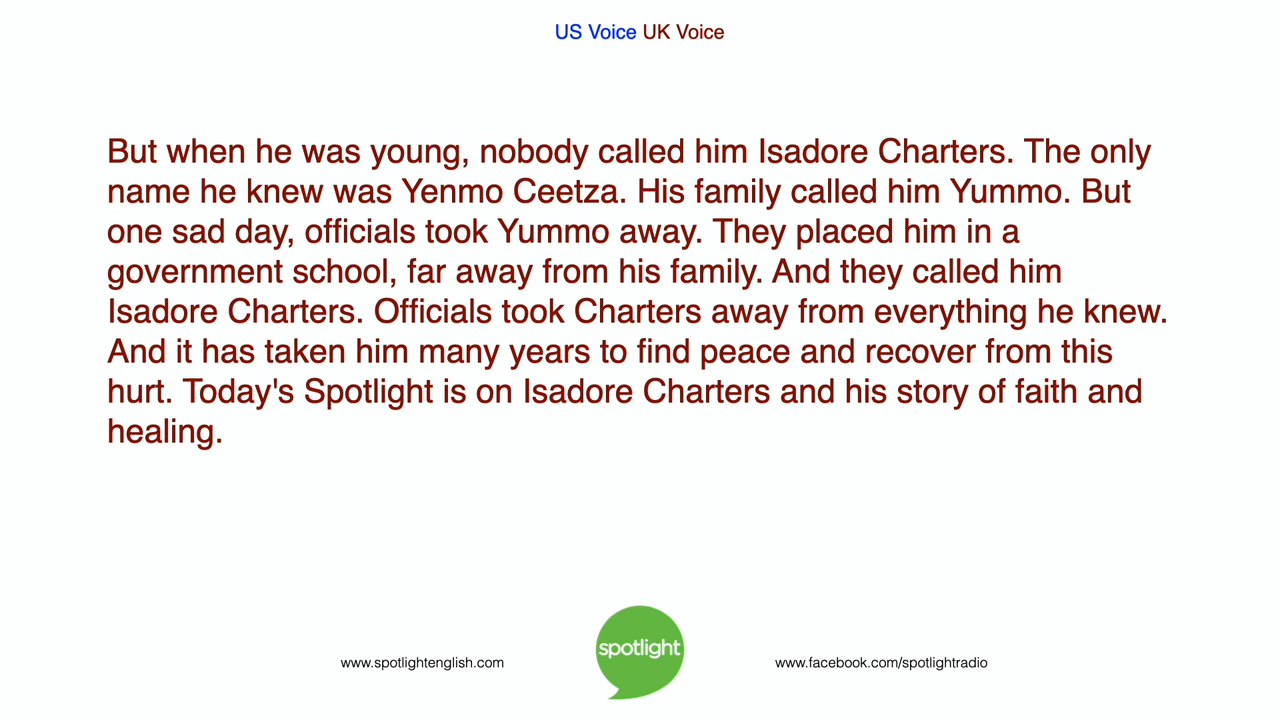 US Voice UK Voice
But when he was young, nobody called him Isadore Charters. The only
name he knew was Yenmo Ceetza. His family called him Yummo. But
one sad day, officials took Yummo away. They placed him in a
government school, far away from his family. And they called him
Isadore Charters. Officials took Charters away from everything he knew.
And it has taken him many years to find peace and recover from this
hurt. Today's Spotlight is on Isadore Charters and his story of faith and
healing.
www.spotlightenglish.com
spotlight
www.facebook.com/spotlightradio